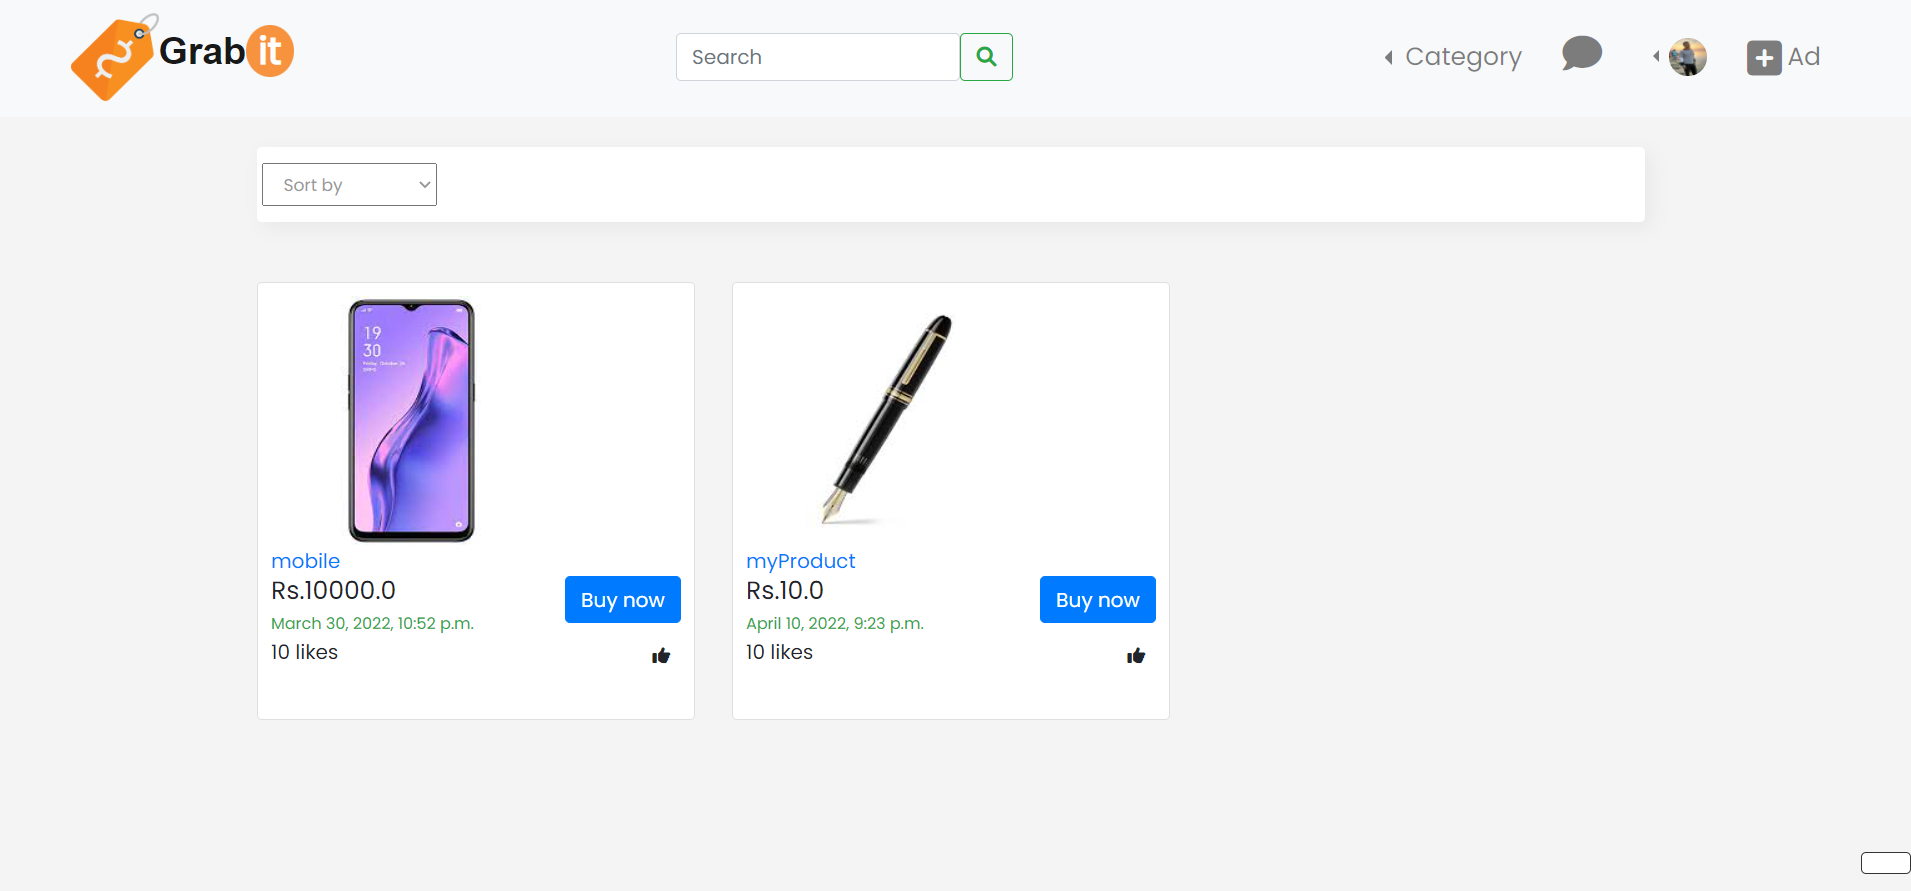 Grab it
Search
Category
Ad
Sort by
19
30
mobile
Rs.10000.0
Buy now
March 30, 2022, 10:52 p.m.
10 likes
myProduct
Rs.10.0
Buy now
April 10, 2022, 9:23 p.m.
10 likes